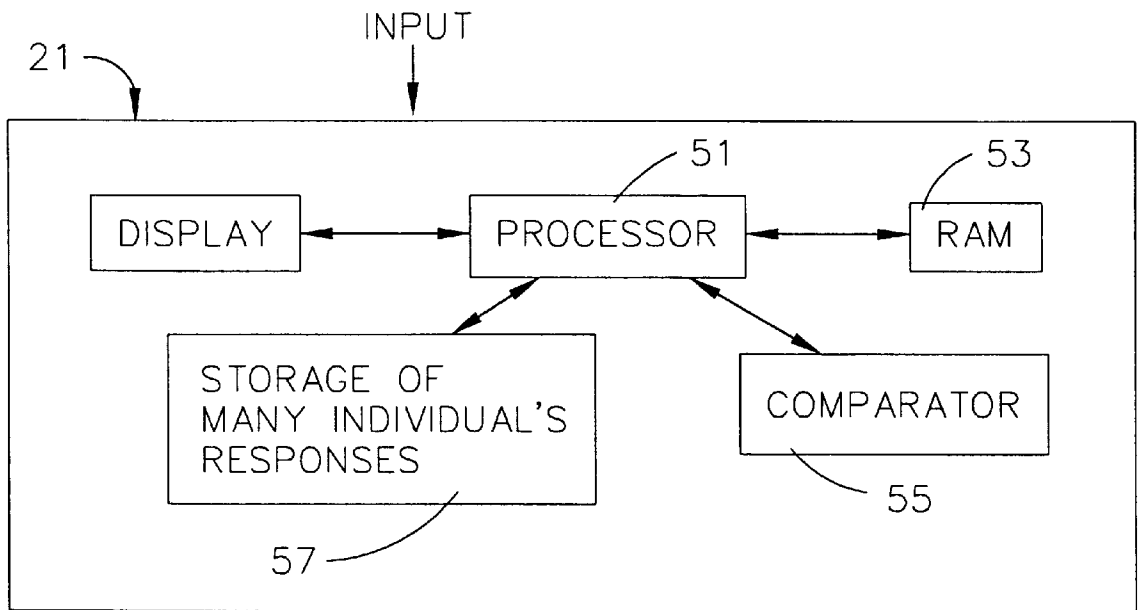 INPUT
21
51
53
DISPLAY
PROCESSOR
RAM
STORAGE OF
MANY INDIVIDUAL'S
RESPONSES
COMPARATOR
55
57